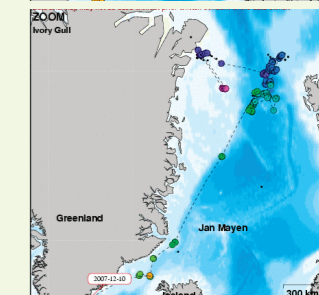 ZOOM
Ivory Gull
Greenland
Jan Mayen
2007-12-10
Iceland
300 km